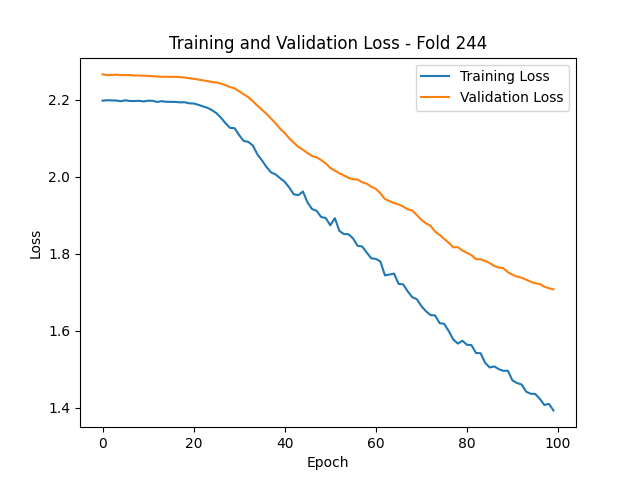 Training and Validation Loss - Fold 244
Training Loss
Validation Loss
2.2
2.0
1.8
1.6
1.4
Loss
0
20
40
60
80
100
Epoch